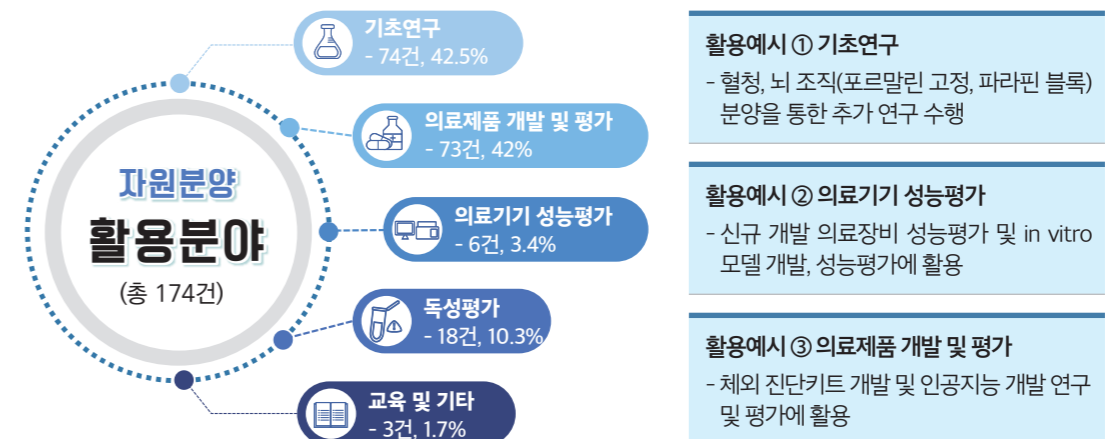 자원분양
활용분야
(총 174건)
기초연구
- 74건, 42.5%
의료제품 개발 및 평가
- 73건, 42%
의료기기 성능평가
- 6건, 3.4%
독성평가
- 18건, 10.3%
교육 및 기타
- 3건, 1.7%
활용예시 ① 기초연구
- 혈청, 뇌 조직(포르말린 고정, 파라핀 블록)
분양을 통한 추가 연구 수행
활용예시 ② 의료기기 성능평가
- 신규 개발 의료장비 성능평가 및 in vitro
모델 개발, 성능평가에 활용
활용예시 ③ 의료제품 개발 및 평가
- 체외 진단키트 개발 및 인공지능 개발 연구
및 평가에 활용